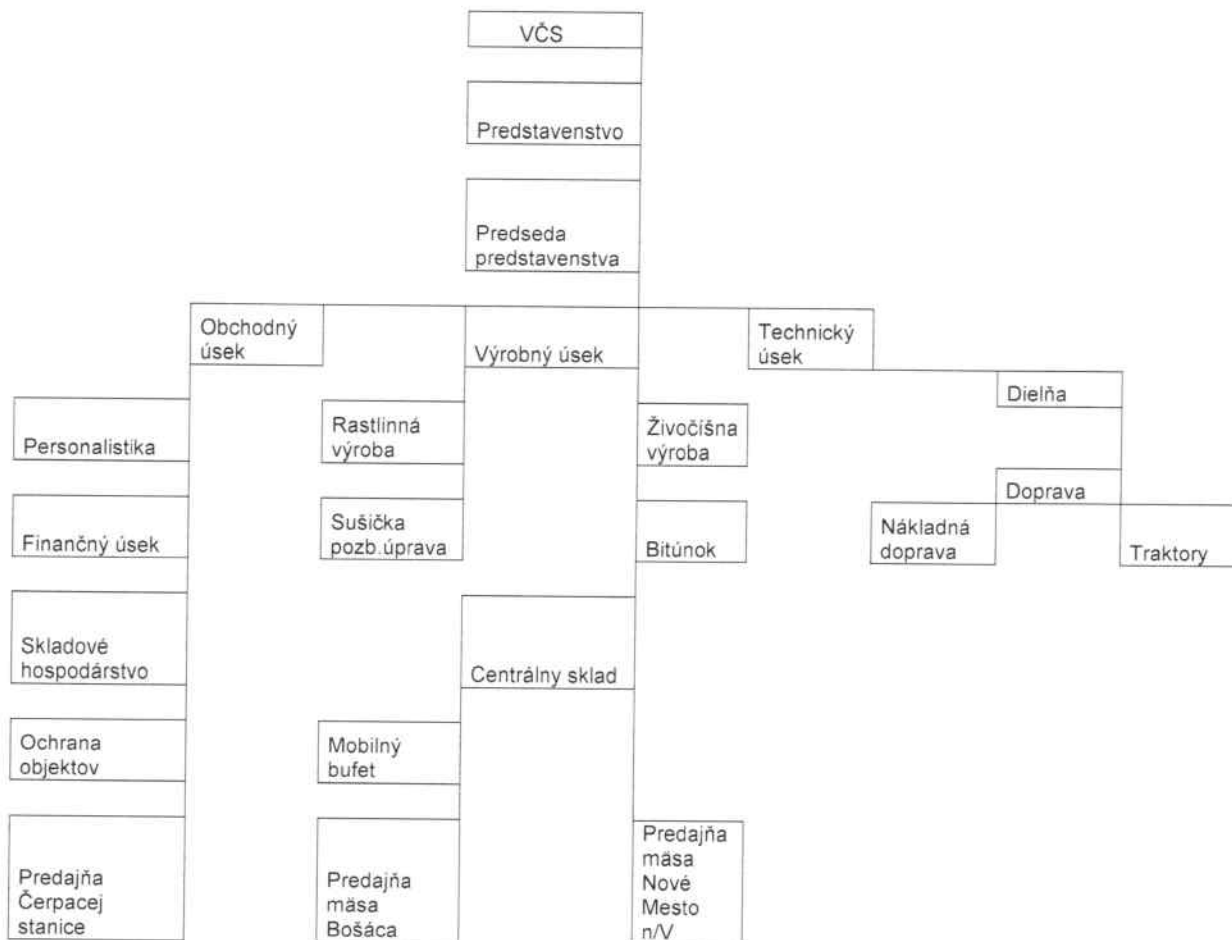 VČS
Predstavenstvo
Predseda
predstavenstva
Obchodný
úsek
Výrobný úsek
Technický
úsek
Dielňa
Personalistika
Rastlinná
výroba
Živočíšna
výroba
Doprava
Finančný úsek
Sušička
pozb.úprava
Bitúnok
Nákladná
doprava
Traktory
Skladové
hospodárstvo
Centrálny sklad
Ochrana
objektov
Mobilný
bufet
Predajňa
Čerpacej
stanice
Predajňa
mäsa
Bošáca
Predajňa
mäsa
Nové
Mesto
n/V